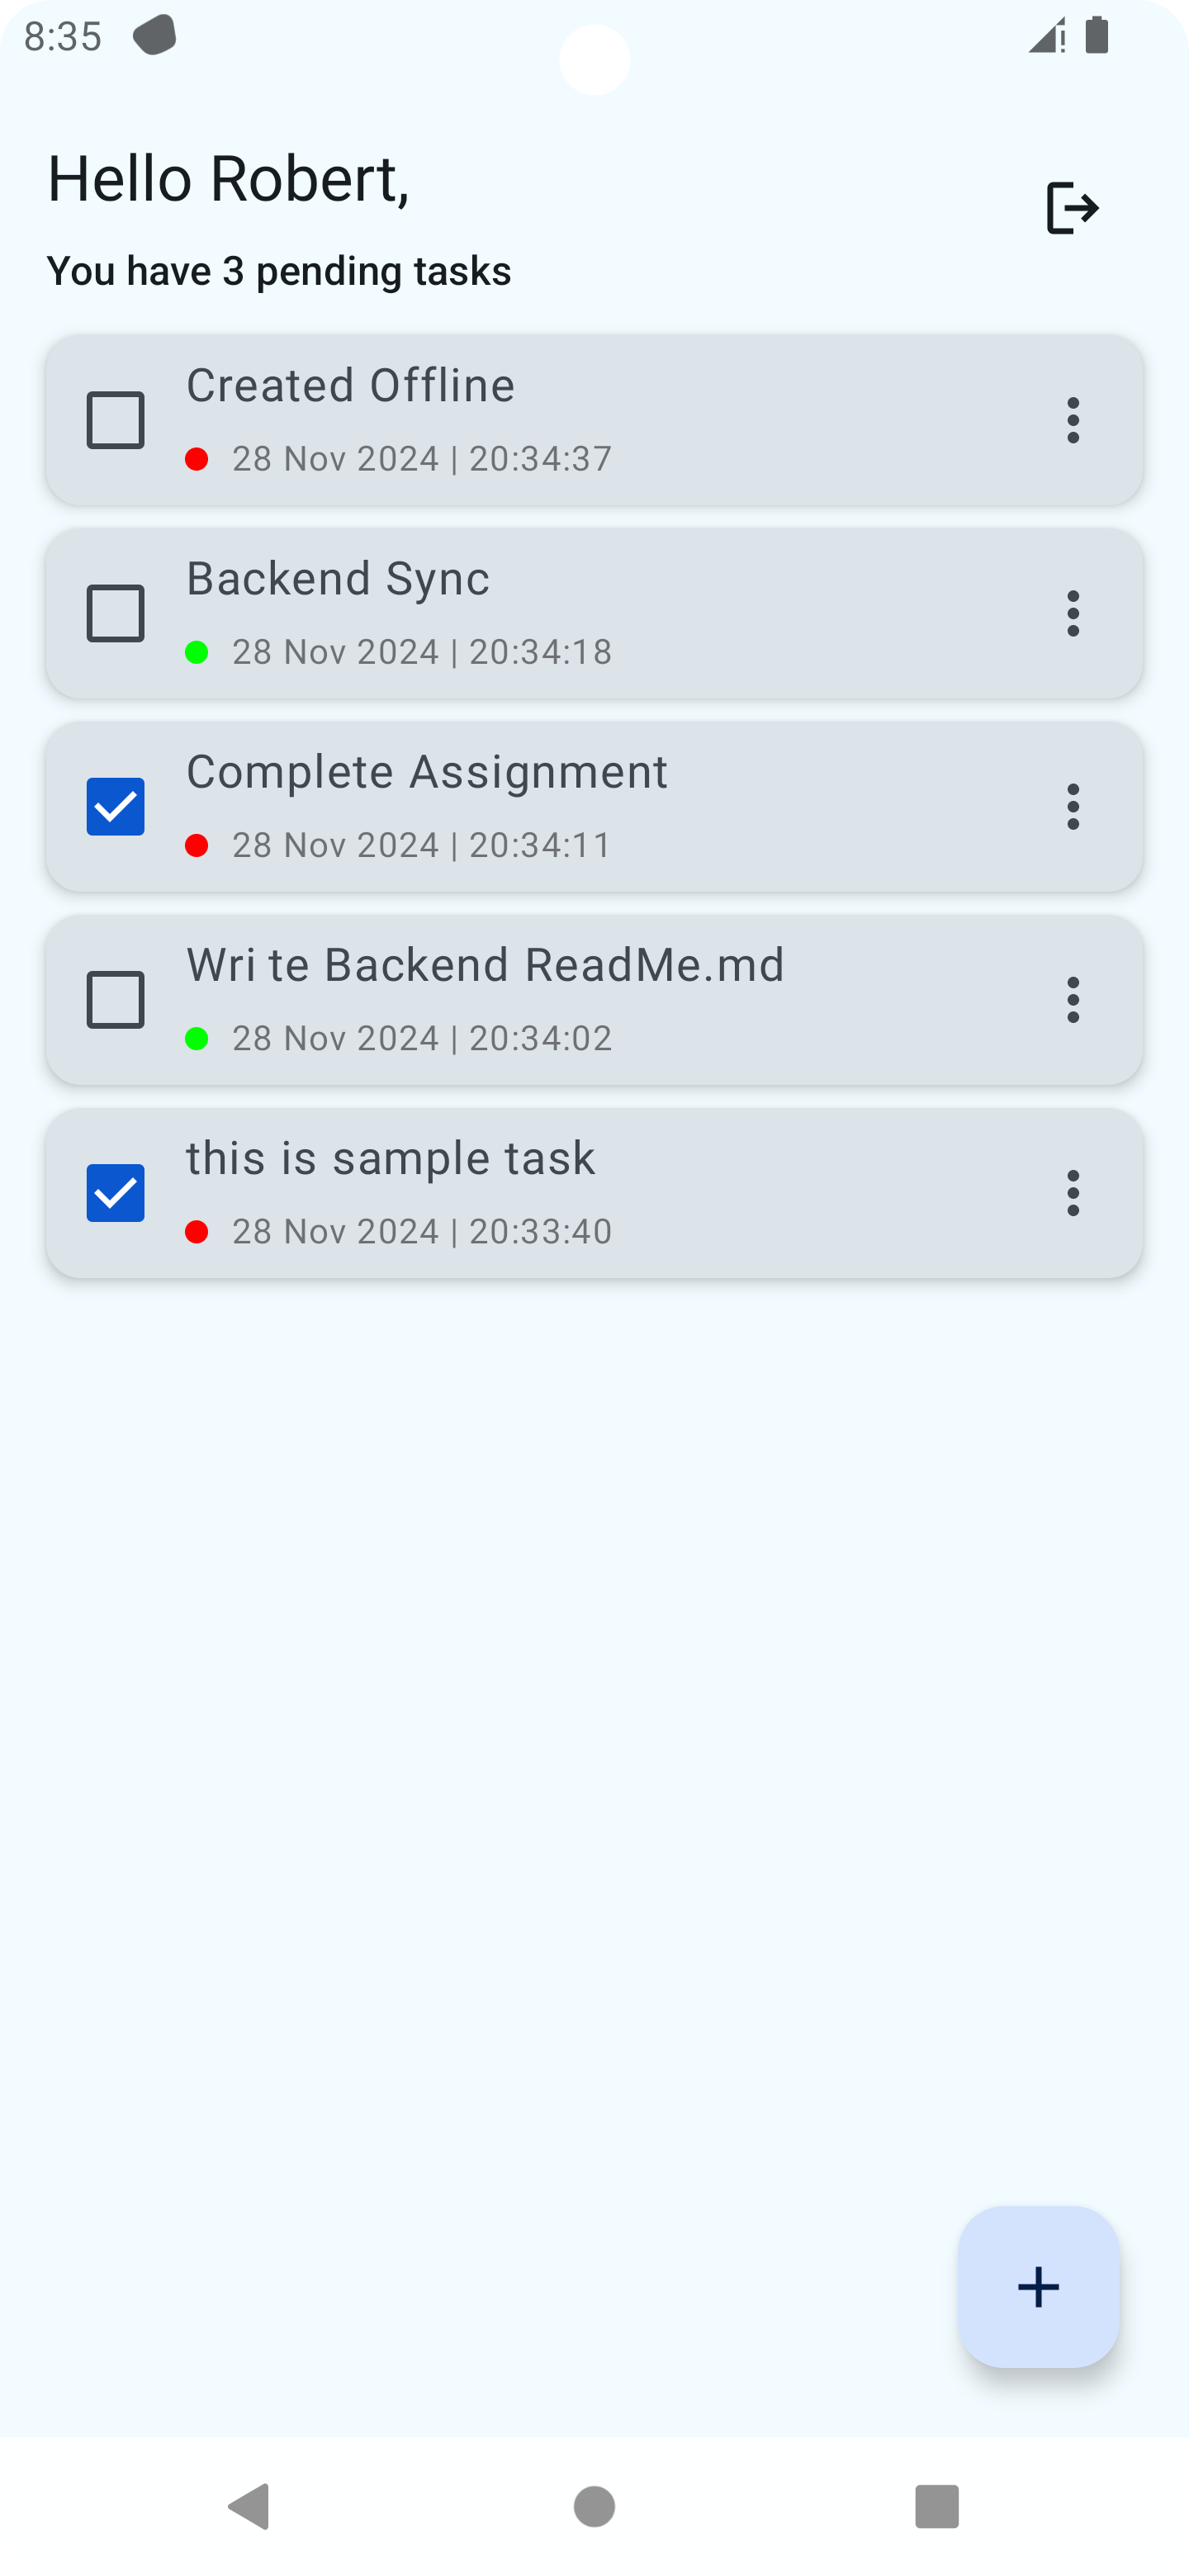 8:35
Hello Robert,
You have 3 pending tasks
Created Offline
28 Nov 2024 | 20:34:37
Backend Sync
28 Nov 2024 | 20:34:18
Complete Assignment
28 Nov 2024 | 20:34:11
Wri te Backend ReadMe.md
28 Nov 2024 | 20:34:02
this is sample task
28 Nov 2024 | 20:33:40